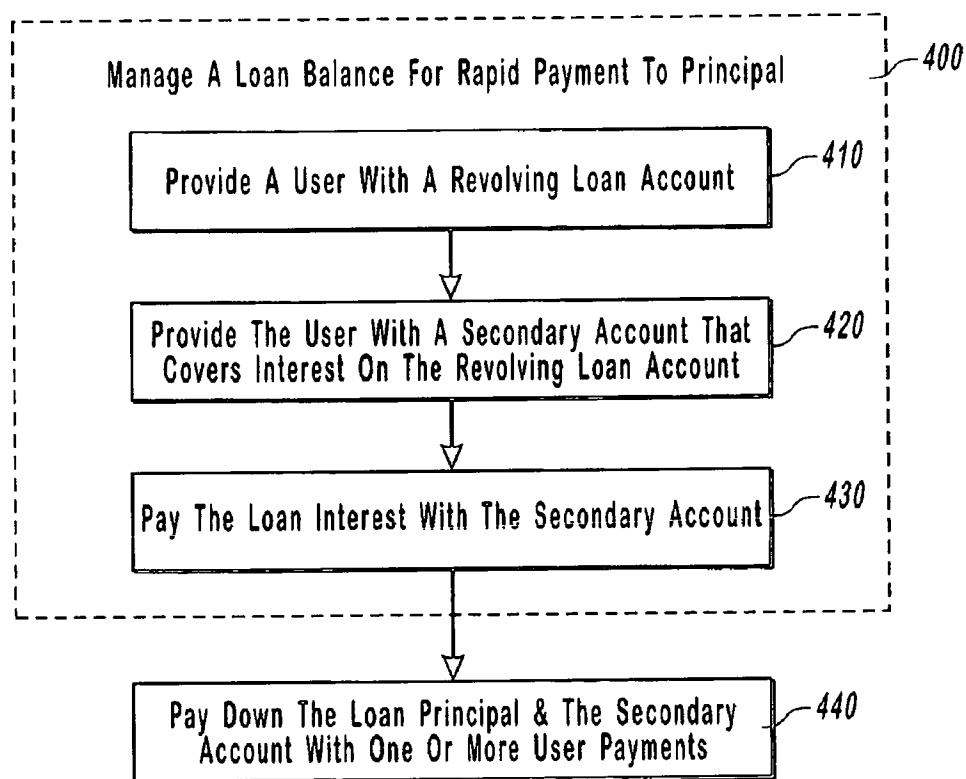 Manage A Loan Balance For Rapid Payment To Principal
400
410
Provide A User With A Revolving Loan Account
420
Provide The User With A Secondary Account That
Covers Interest On The Revolving Loan Account
430
Pay The Loan Interest With The Secondary Account
440
Pay Down The Loan Principal & The Secondary
Account With One Or More User Payments